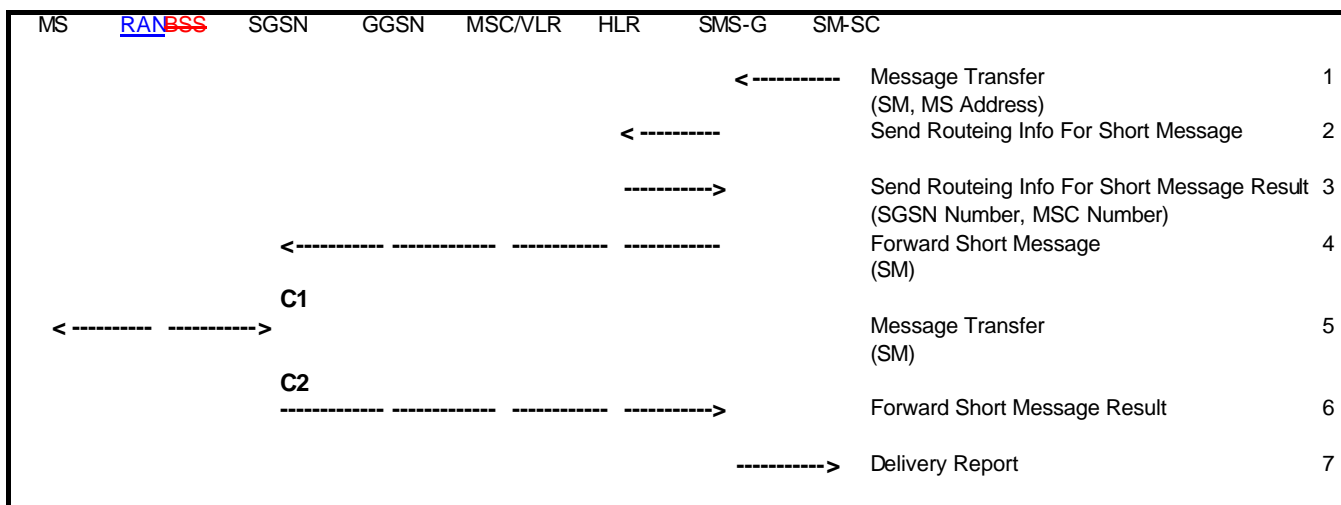 MS RANBSS SGSN GGSN MSC/VLR HLR SMS-G SM-SC
Message Transfer 1
(SM, MS Address)
Send Routeing Info For Short Message 2
Send Routeing Info For Short Message Result 3
(SGSN Number, MSC Number)
Forward Short Message 4
(SM)
C1
Message Transfer 5
(SM)
C2
Forward Short Message Result 6
Delivery Report 7